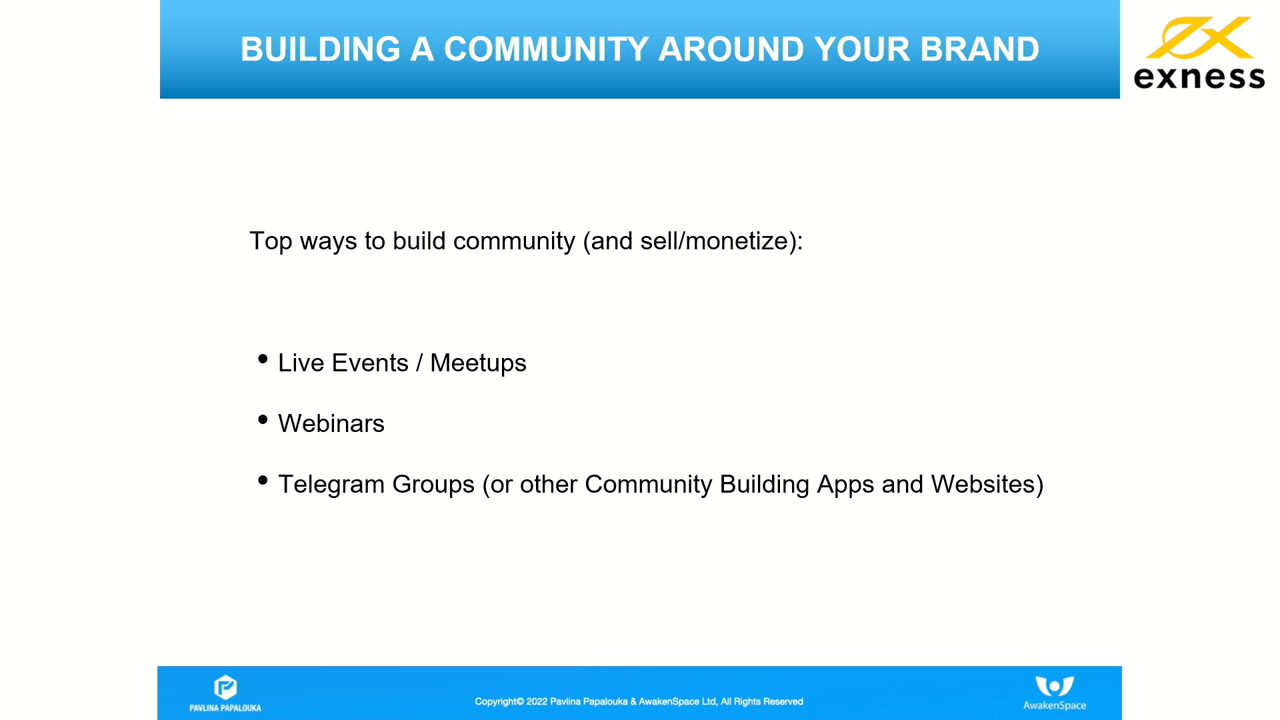 BUILDING A COMMUNITY AROUND YOUR BRAND
exness
Top ways to build community (and sell/monetize):
• Live Events / Meetups
• Webinars
• Telegram Groups (or other Community Building Apps and Websites)
PAVLINA PAPALOUKA
Copyright© 2022 Pavlina Papalouka & AwakenSpace Ltd, All Rights Reserved
AwakenSpace